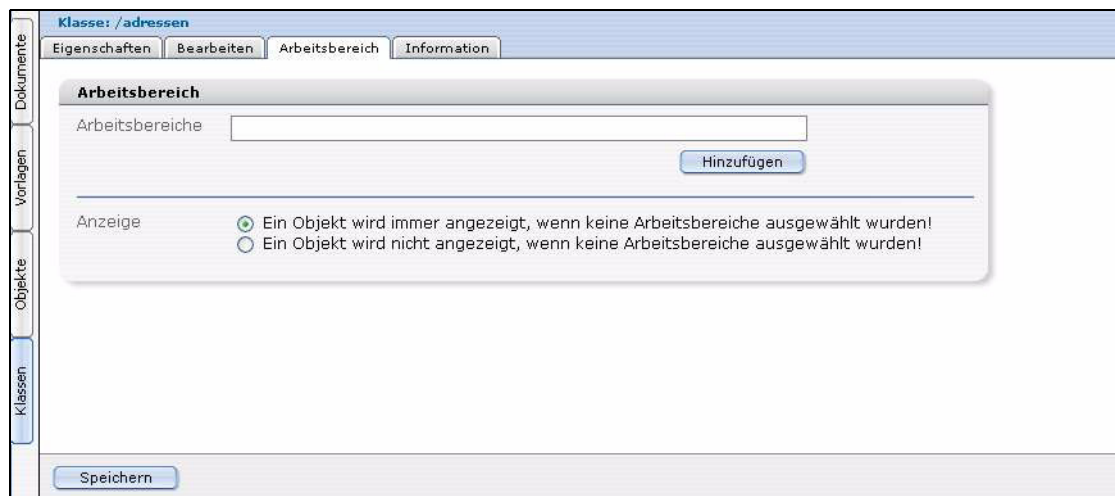 Klasse: /adressen
Eigenschaften Bearbeiten Arbeitsbereich Information
Dokumente
Vorlagen
Objekte
Klassen
Arbeitsbereich
Arbeitsbereiche
Hinzufügen
Anzeige
Ein Objekt wird immer angezeigt, wenn keine Arbeitsbereiche ausgewählt wurden!
Ein Objekt wird nicht angezeigt, wenn keine Arbeitsbereiche ausgewählt wurden!
Speichern